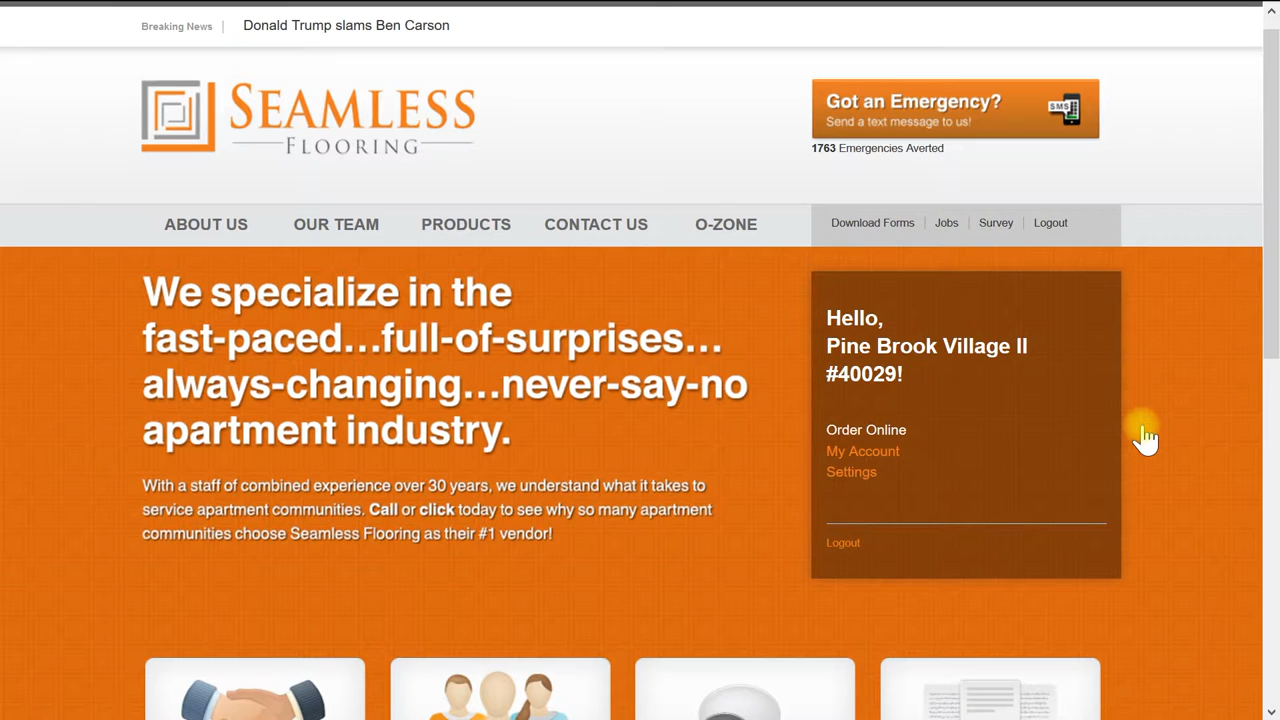 Breaking News
Donald Trump slams Ben Carson
SEAMLESS
FLOORING
Got an Emergency?
Send a text message to us!
SMS
1763 Emergencies Averted
ABOUT US
OUR TEAM
PRODUCTS
CONTACT US
O-ZONE
Download Forms
Jobs
Survey
Logout
We specialize in the
fast-paced...full-of-surprises...
always-changing...never-say-no
apartment industry.
With a staff of combined experience over 30 years, we understand what it takes to
service apartment communities. Call or click today to see why so many apartment
communities choose Seamless Flooring as their #1 vendor!
Hello,
Pine Brook Village II
#40029!
Order Online
My Account
Settings
Logout